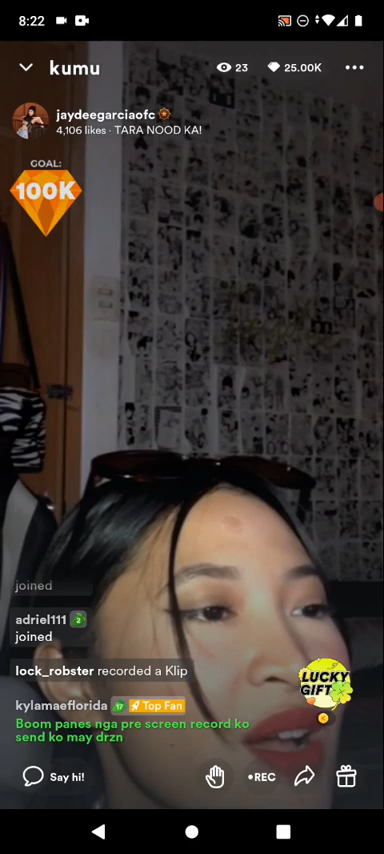 8:22
kumu
23
25.00K
jaydeegarciaofc
4,106 likes · TARA NOOD KA!
GOAL:
100K
joined
adriel111 2
joined
lock_robster recorded a Klip
LUCKY
GIFT
kylamaeflorida 17 Top Fan
Boom panes nga pre screen record ko
send ko may drzn
Say hi!
•REC